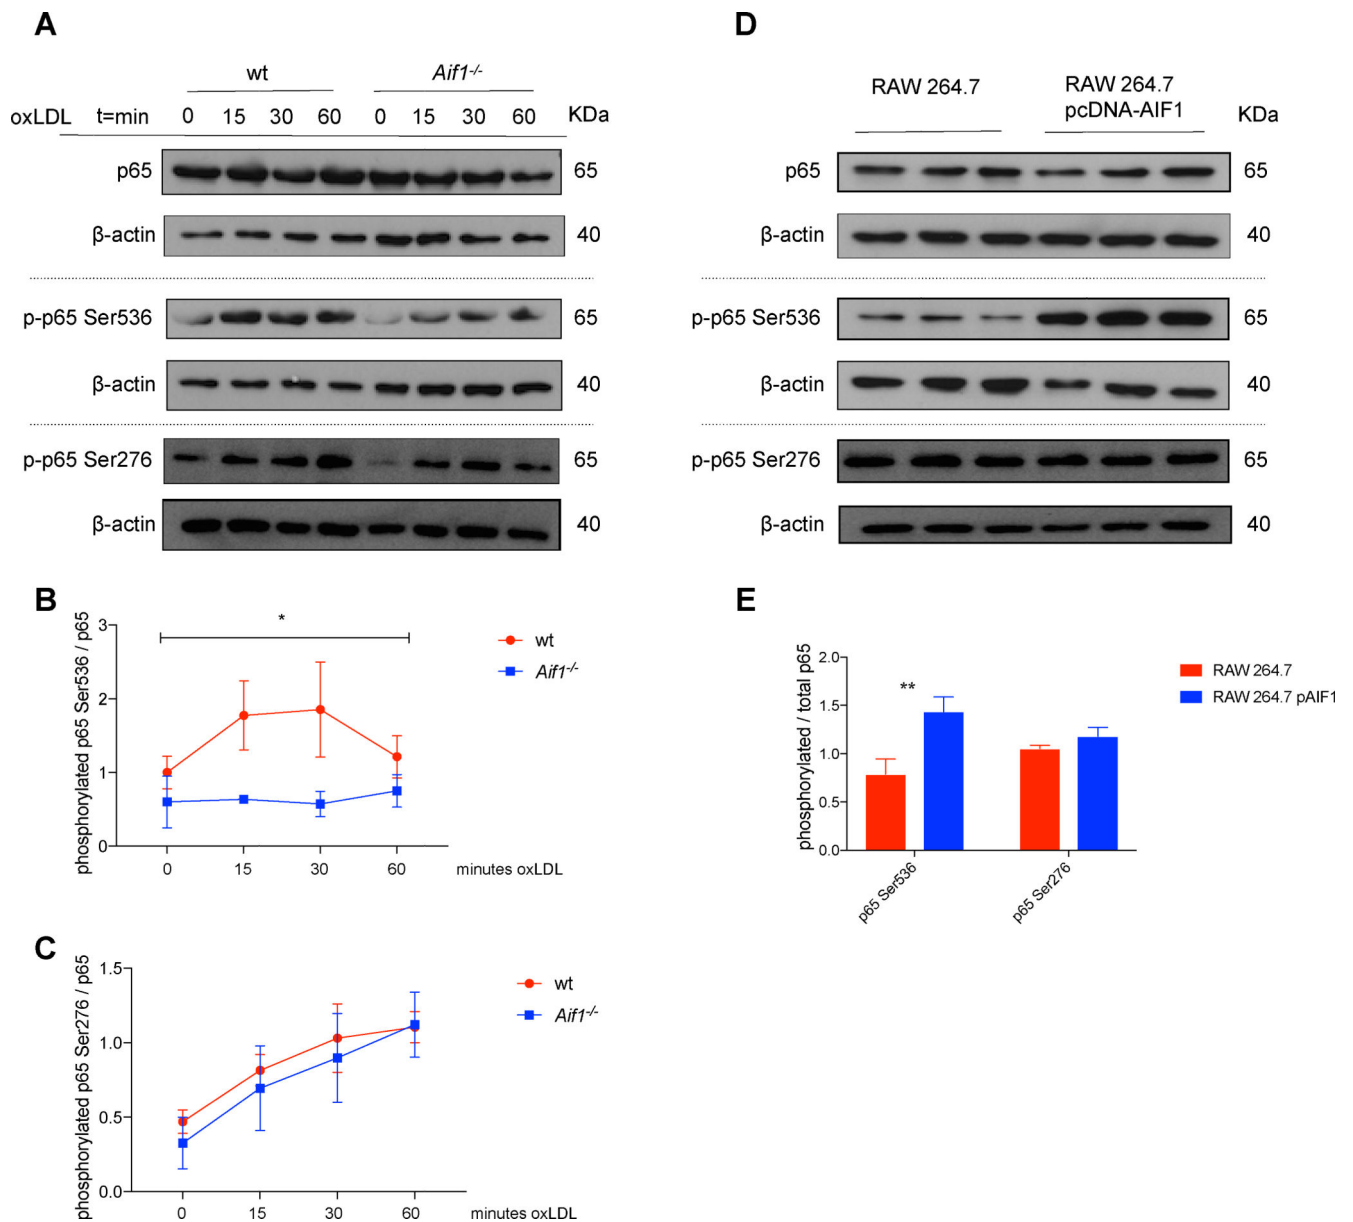 A
wt Aif1-/-
oxLDL t=min 0 15 30 60 0 15 30 60 KDa
p65 65
β-actin 40
p-p65 Ser536 65
β-actin 40
p-p65 Ser276 65
β-actin 40
B
phosphorylated p65 Ser536 / p65
3
2
1
0
*
wt
Aif1-/-
0 15 30 60 minutes oxLDL
C
phosphorylated p65 Ser276 / p65
1.5
1.0
0.5
0.0
wt
Aif1-/-
0 15 30 60 minutes oxLDL
D
RAW 264.7 RAW 264.7
pcDNA-AIF1 KDa
p65 65
β-actin 40
p-p65 Ser536 65
β-actin 40
p-p65 Ser276 65
β-actin 40
E
phosphorylated / total p65
2.0
1.5
1.0
0.5
0.0
**
RAW 264.7
RAW 264.7 pAIF1
p65 Ser536
p65 Ser276